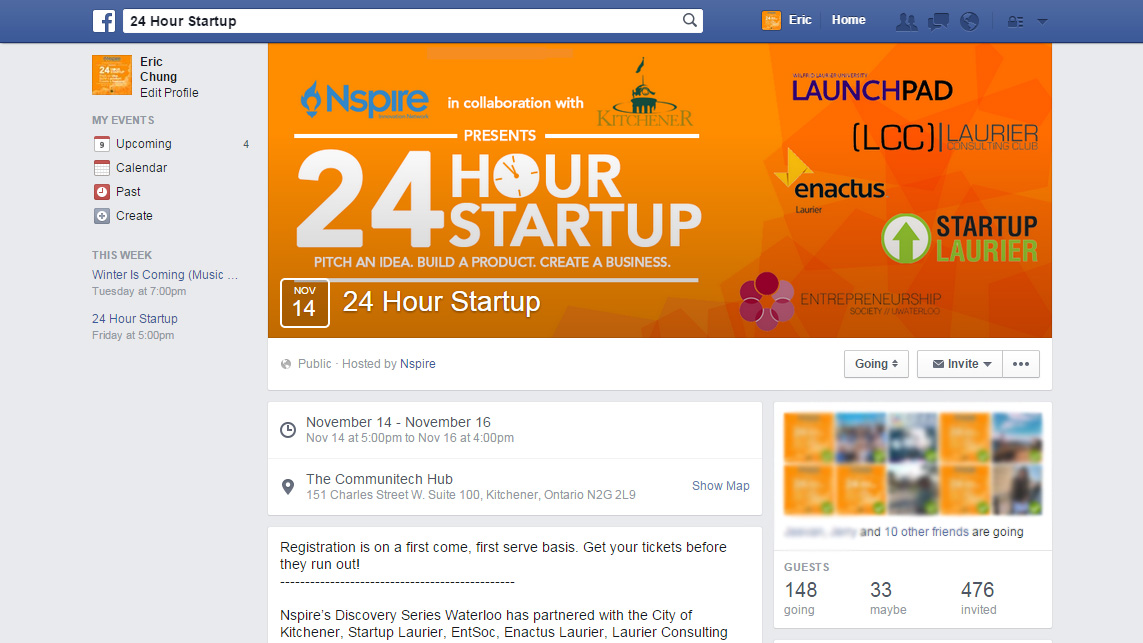 24 Hour Startup
Eric
Home
Eric
Chung
Edit Profile
MY EVENTS
9 Upcoming 4
Calendar
Past
Create
THIS WEEK
Winter Is Coming (Music ...
Tuesday at 7:00pm
24 Hour Startup
Friday at 5:00pm
Nspire
Innovation Network
in collaboration with
KITCHENER
PRESENTS
24 HOUR
STARTUP
PITCH AN IDEA. BUILD A PRODUCT. CREATE A BUSINESS.
WILFRID LAURIER UNIVERSITY
LAUNCHPAD
[LCC] LAURIER
CONSULTING CLUB
enactus
Laurier
STARTUP
LAURIER
ENTREPRENEURSHIP
SOCIETY // UWATERLOO
NOV
14
24 Hour Startup
Public · Hosted by Nspire
Going
Invite
November 14 - November 16
Nov 14 at 5:00pm to Nov 16 at 4:00pm
The Communitech Hub
151 Charles Street W. Suite 100, Kitchener, Ontario N2G 2L9
Show Map
Registration is on a first come, first serve basis. Get your tickets before
they run out!
-----------------------------------------------
Nspire's Discovery Series Waterloo has partnered with the City of
Kitchener, Startup Laurier, EntSoc, Enactus Laurier, Laurier Consulting
and 10 other friends are going
GUESTS
148 33 476
going maybe invited